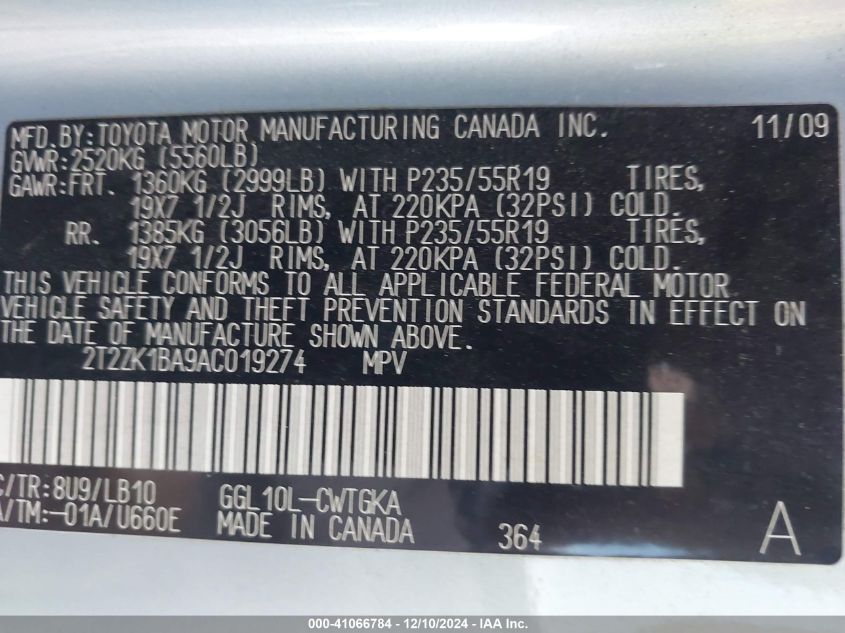 MFD.BY:TOYOTA MOTOR MANUFACTURING CANADA INC. 11/09
GVWR:2520KG (5560LB)
GAWR:FRT. 1360KG (2999LB) WITH P235/55R19 TIRES,
19X7 1/2J RIMS, AT 220KPA (32PSI) COLD.
RR. 1385KG (3056LB) WITH P235/55R19 TIRES,
19X7 1/2J RIMS, AT 220KPA (32PSI) COLD.
THIS VEHICLE CONFORMS TO ALL APPLICABLE FEDERAL MOTOR
VEHICLE SAFETY AND THEFT PREVENTION STANDARDS IN EFFECT ON
THE DATE OF MANUFACTURE SHOWN ABOVE.
2T2ZK1BA9AC019274 MPV
C/TR:8U9/LB10 GGL10L-CWTGKA
A/TM:-01A/U660E MADE IN CANADA 364 A
000-41066784 - 12/10/2024 - IAA Inc.